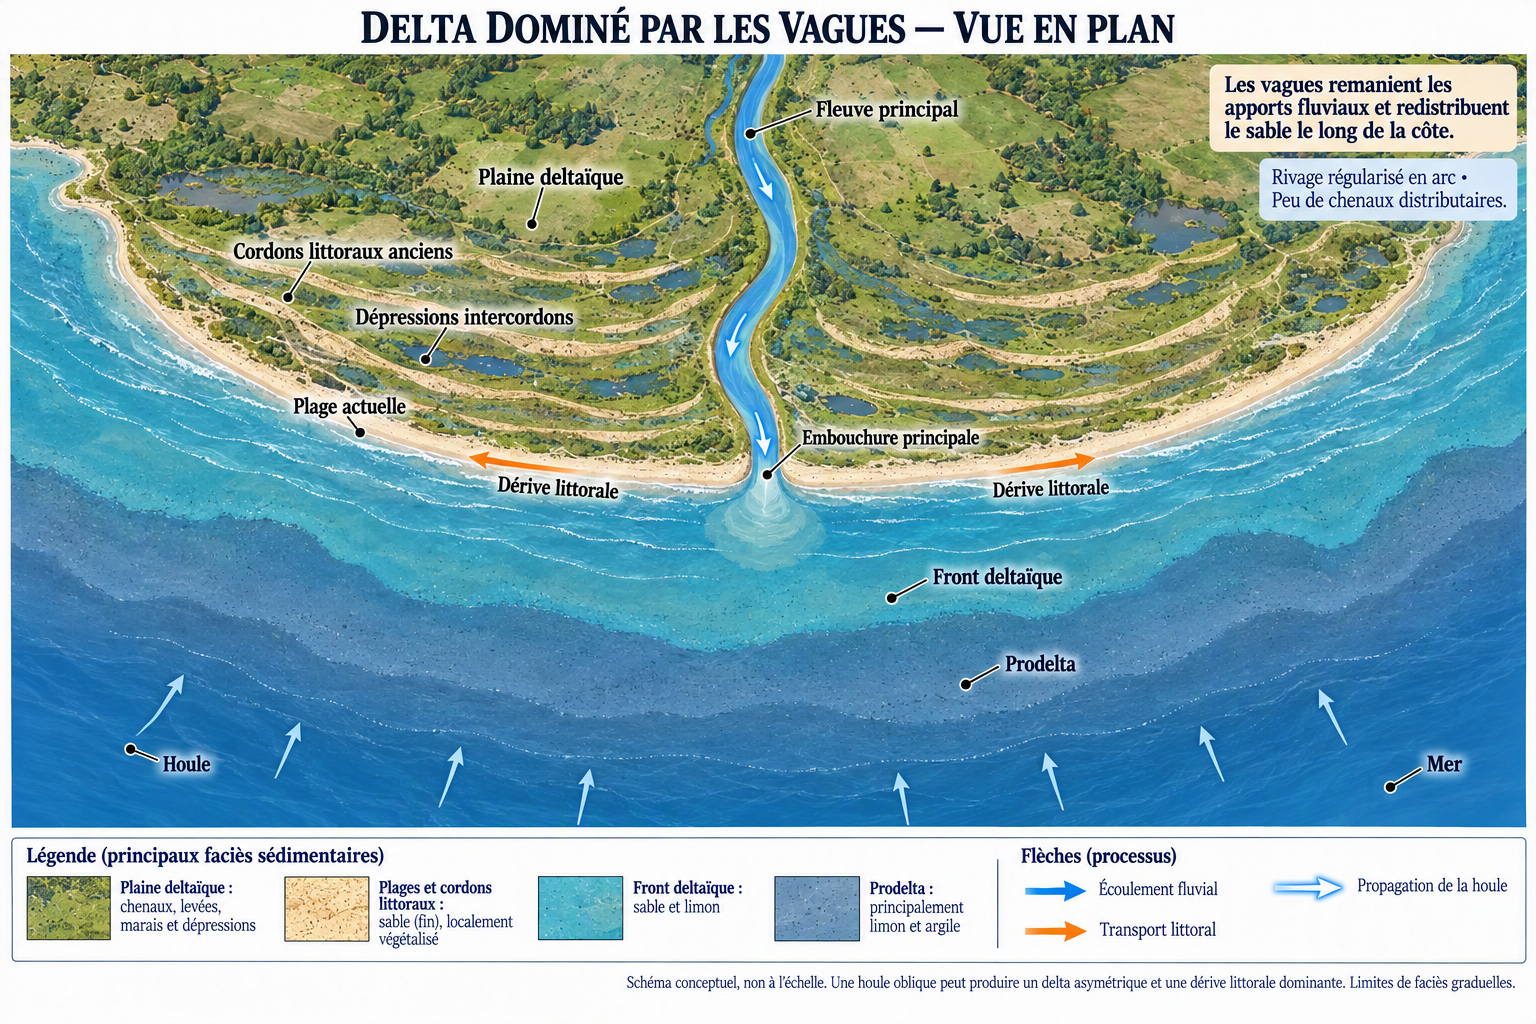 DELTA DOMINÉ PAR LES VAGUES — VUE EN PLAN
Les vagues remanient les
apports fluviaux et redistribuent
le sable le long de la côte.
Rivage régularisé en arc •
Peu de chenaux distributaires.
Fleuve principal
Plaine deltaïque
Cordons littoraux anciens
Dépressions intercordons
Plage actuelle
Embouchure principale
Dérive littorale
Dérive littorale
Front deltaïque
Prodelta
Houle
Mer
Légende (principaux faciès sédimentaires)
Plaine deltaïque :
chenaux, levées,
marais et dépressions
Plages et cordons
littoraux :
sable (fin), localement
végétalisé
Front deltaïque :
sable et limon
Prodelta :
principalement
limon et argile
Flèches (processus)
Écoulement fluvial
Transport littoral
Propagation de la houle
Schéma conceptuel, non à l'échelle. Une houle oblique peut produire un delta asymétrique et une dérive littorale dominante. Limites de faciès graduelles.